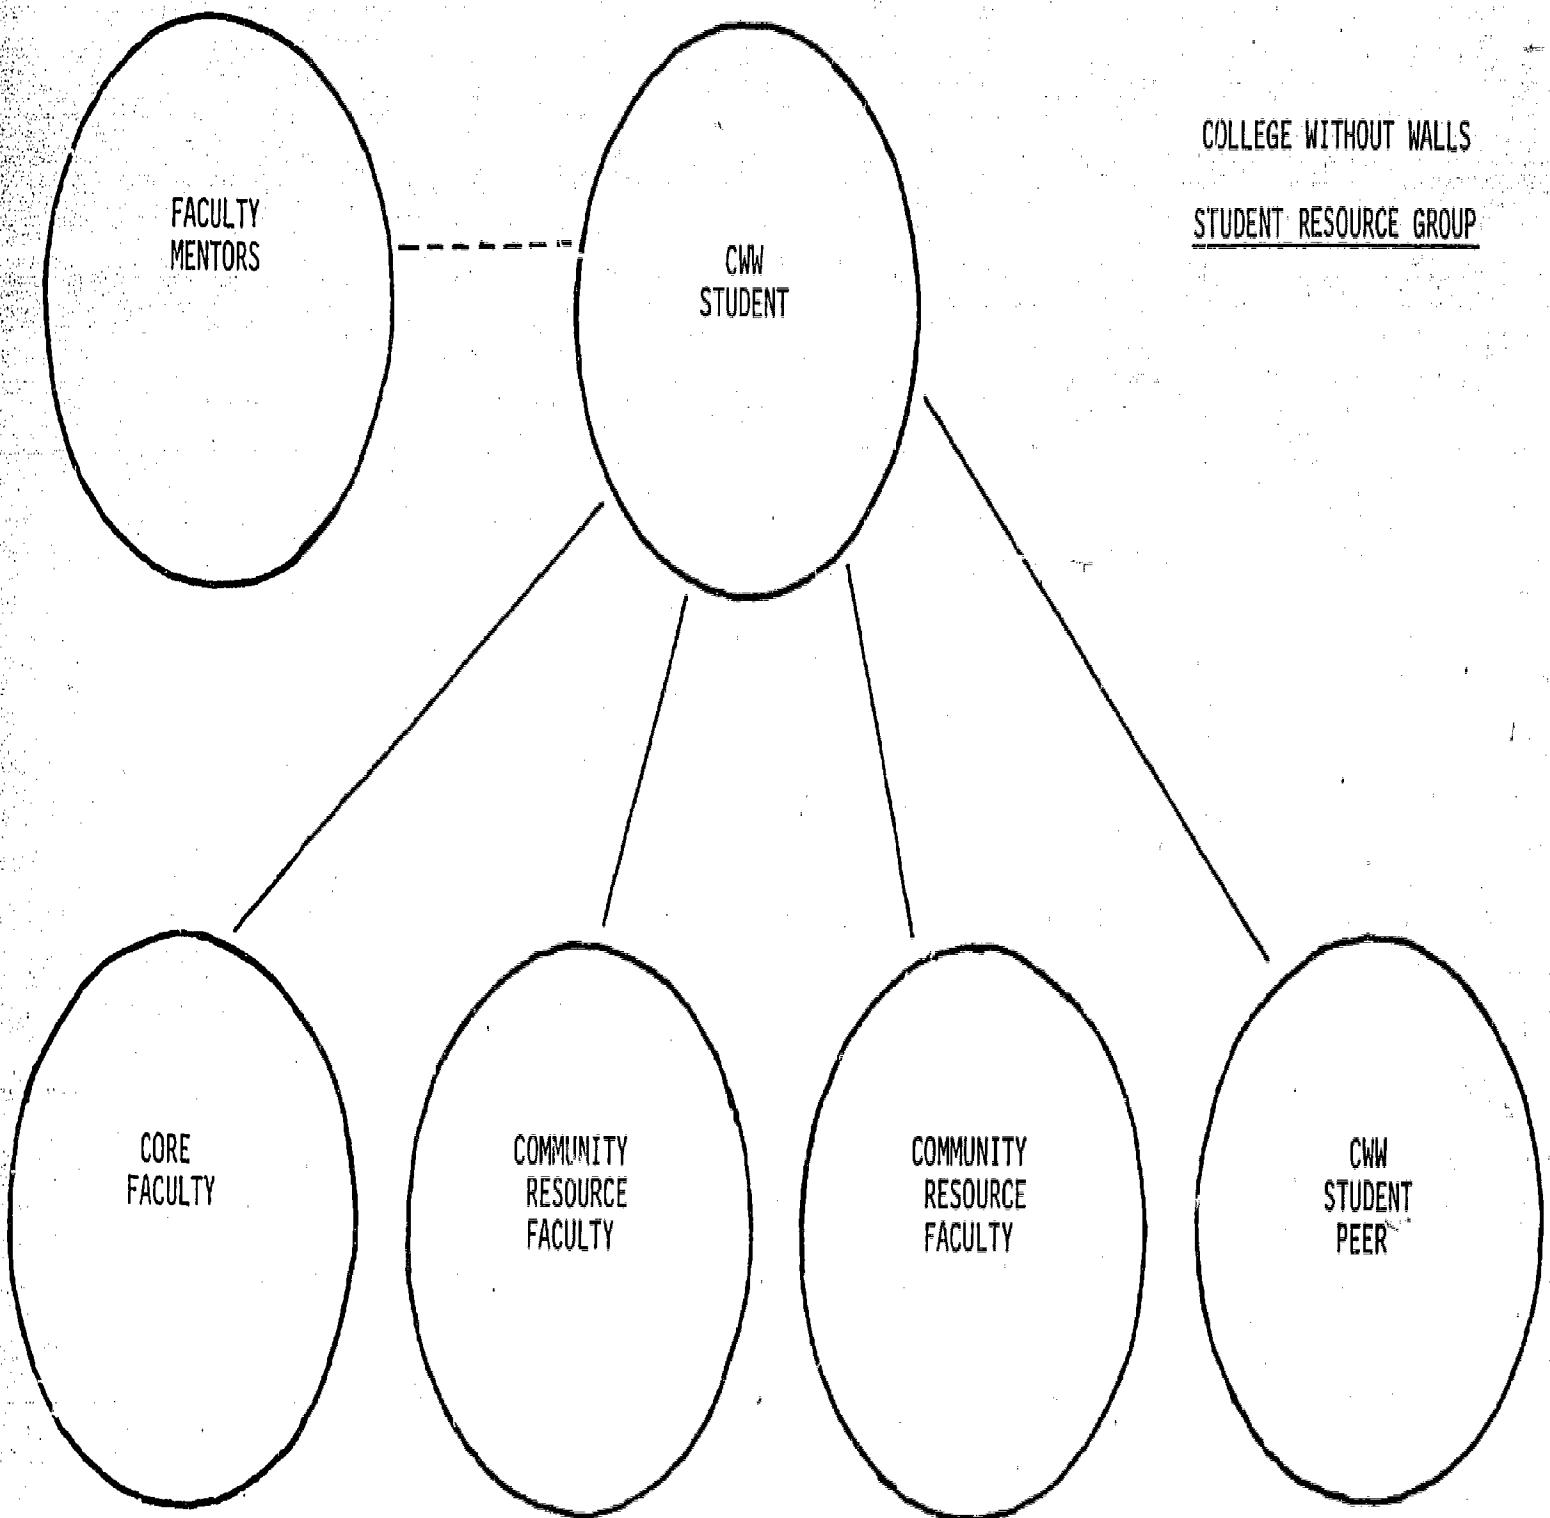 COLLEGE WITHOUT WALLS
STUDENT RESOURCE GROUP
FACULTY
MENTORS
CWW
STUDENT
CORE
FACULTY
COMMUNITY
RESOURCE
FACULTY
COMMUNITY
RESOURCE
FACULTY
CWW
STUDENT
PEER